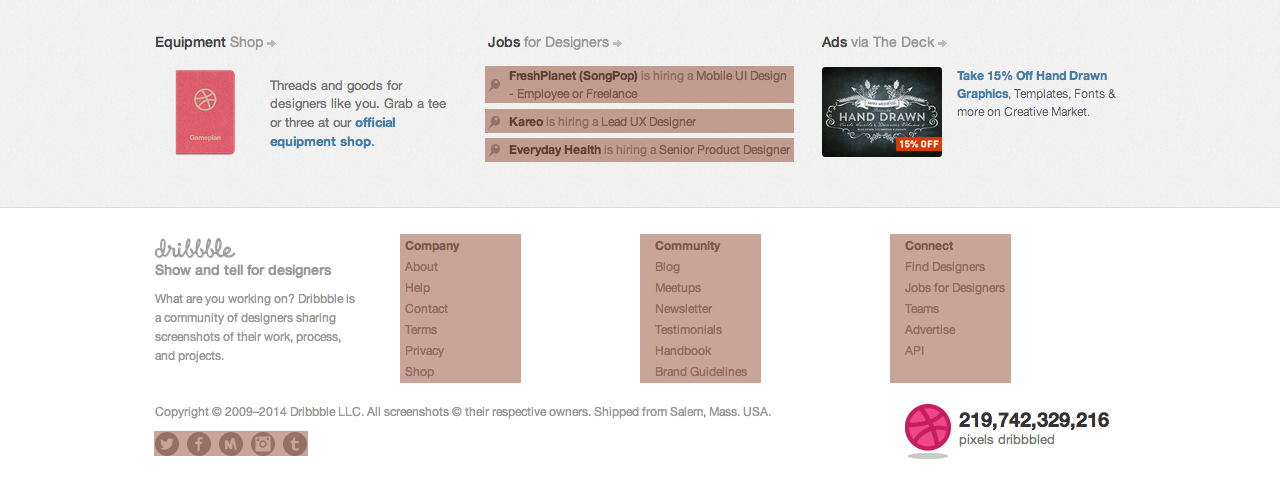 Equipment Shop
Gameplan
Threads and goods for
designers like you. Grab a tee
or three at our official
equipment shop.
Jobs for Designers
FreshPlanet (SongPop) is hiring a Mobile UI Design
- Employee or Freelance
Kareo is hiring a Lead UX Designer
Everyday Health is hiring a Senior Product Designer
Ads via The Deck
HAND DRAWN
15% OFF
Take 15% Off Hand Drawn
Graphics, Templates, Fonts &
more on Creative Market.
dribbble
Show and tell for designers
What are you working on? Dribbble is
a community of designers sharing
screenshots of their work, process,
and projects.
Company
About
Help
Contact
Terms
Privacy
Shop
Community
Blog
Meetups
Newsletter
Testimonials
Handbook
Brand Guidelines
Connect
Find Designers
Jobs for Designers
Teams
Advertise
API
Copyright © 2009–2014 Dribbble LLC. All screenshots © their respective owners. Shipped from Salem, Mass. USA.
219,742,329,216
pixels dribbbled